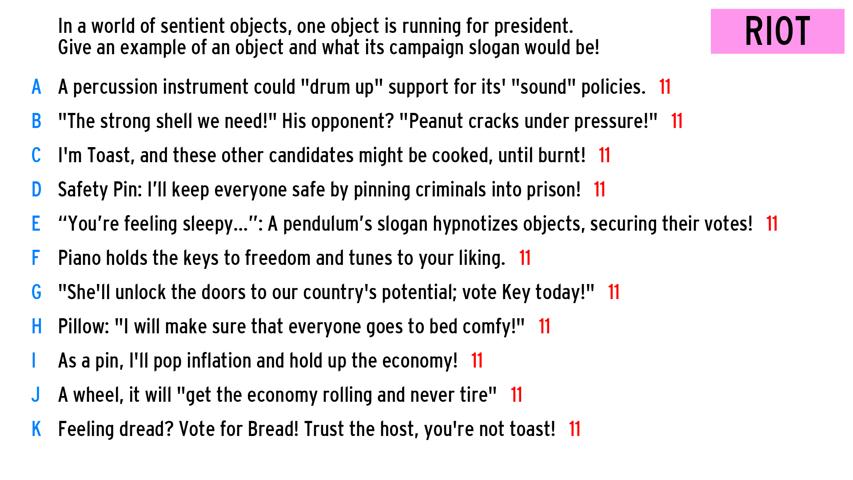 In a world of sentient objects, one object is running for president.
Give an example of an object and what its campaign slogan would be!
RIOT
A A percussion instrument could "drum up" support for its' "sound" policies. 11
B "The strong shell we need!" His opponent? "Peanut cracks under pressure!" 11
C I'm Toast, and these other candidates might be cooked, until burnt! 11
D Safety Pin: I’ll keep everyone safe by pinning criminals into prison! 11
E “You’re feeling sleepy...”: A pendulum’s slogan hypnotizes objects, securing their votes! 11
F Piano holds the keys to freedom and tunes to your liking. 11
G "She'll unlock the doors to our country's potential; vote Key today!" 11
H Pillow: "I will make sure that everyone goes to bed comfy!" 11
I As a pin, I'll pop inflation and hold up the economy! 11
J A wheel, it will "get the economy rolling and never tire" 11
K Feeling dread? Vote for Bread! Trust the host, you're not toast! 11